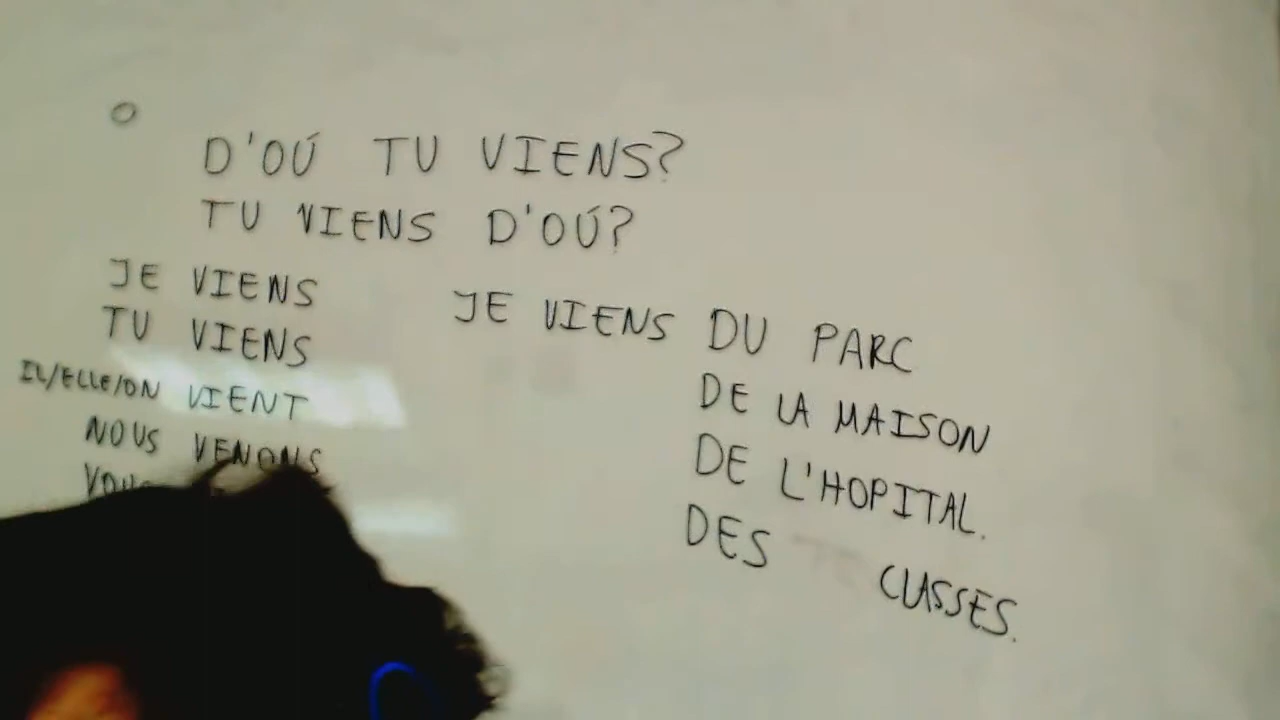 D'OÚ TU VIENS?
TU VIENS D'OÚ?
JE VIENS
TU VIENS
IL/ELLE/ON VIENT
NOUS VENONS
JE VIENS DU PARC
DE LA MAISON
DE L'HOPITAL.
DES CLASSES.